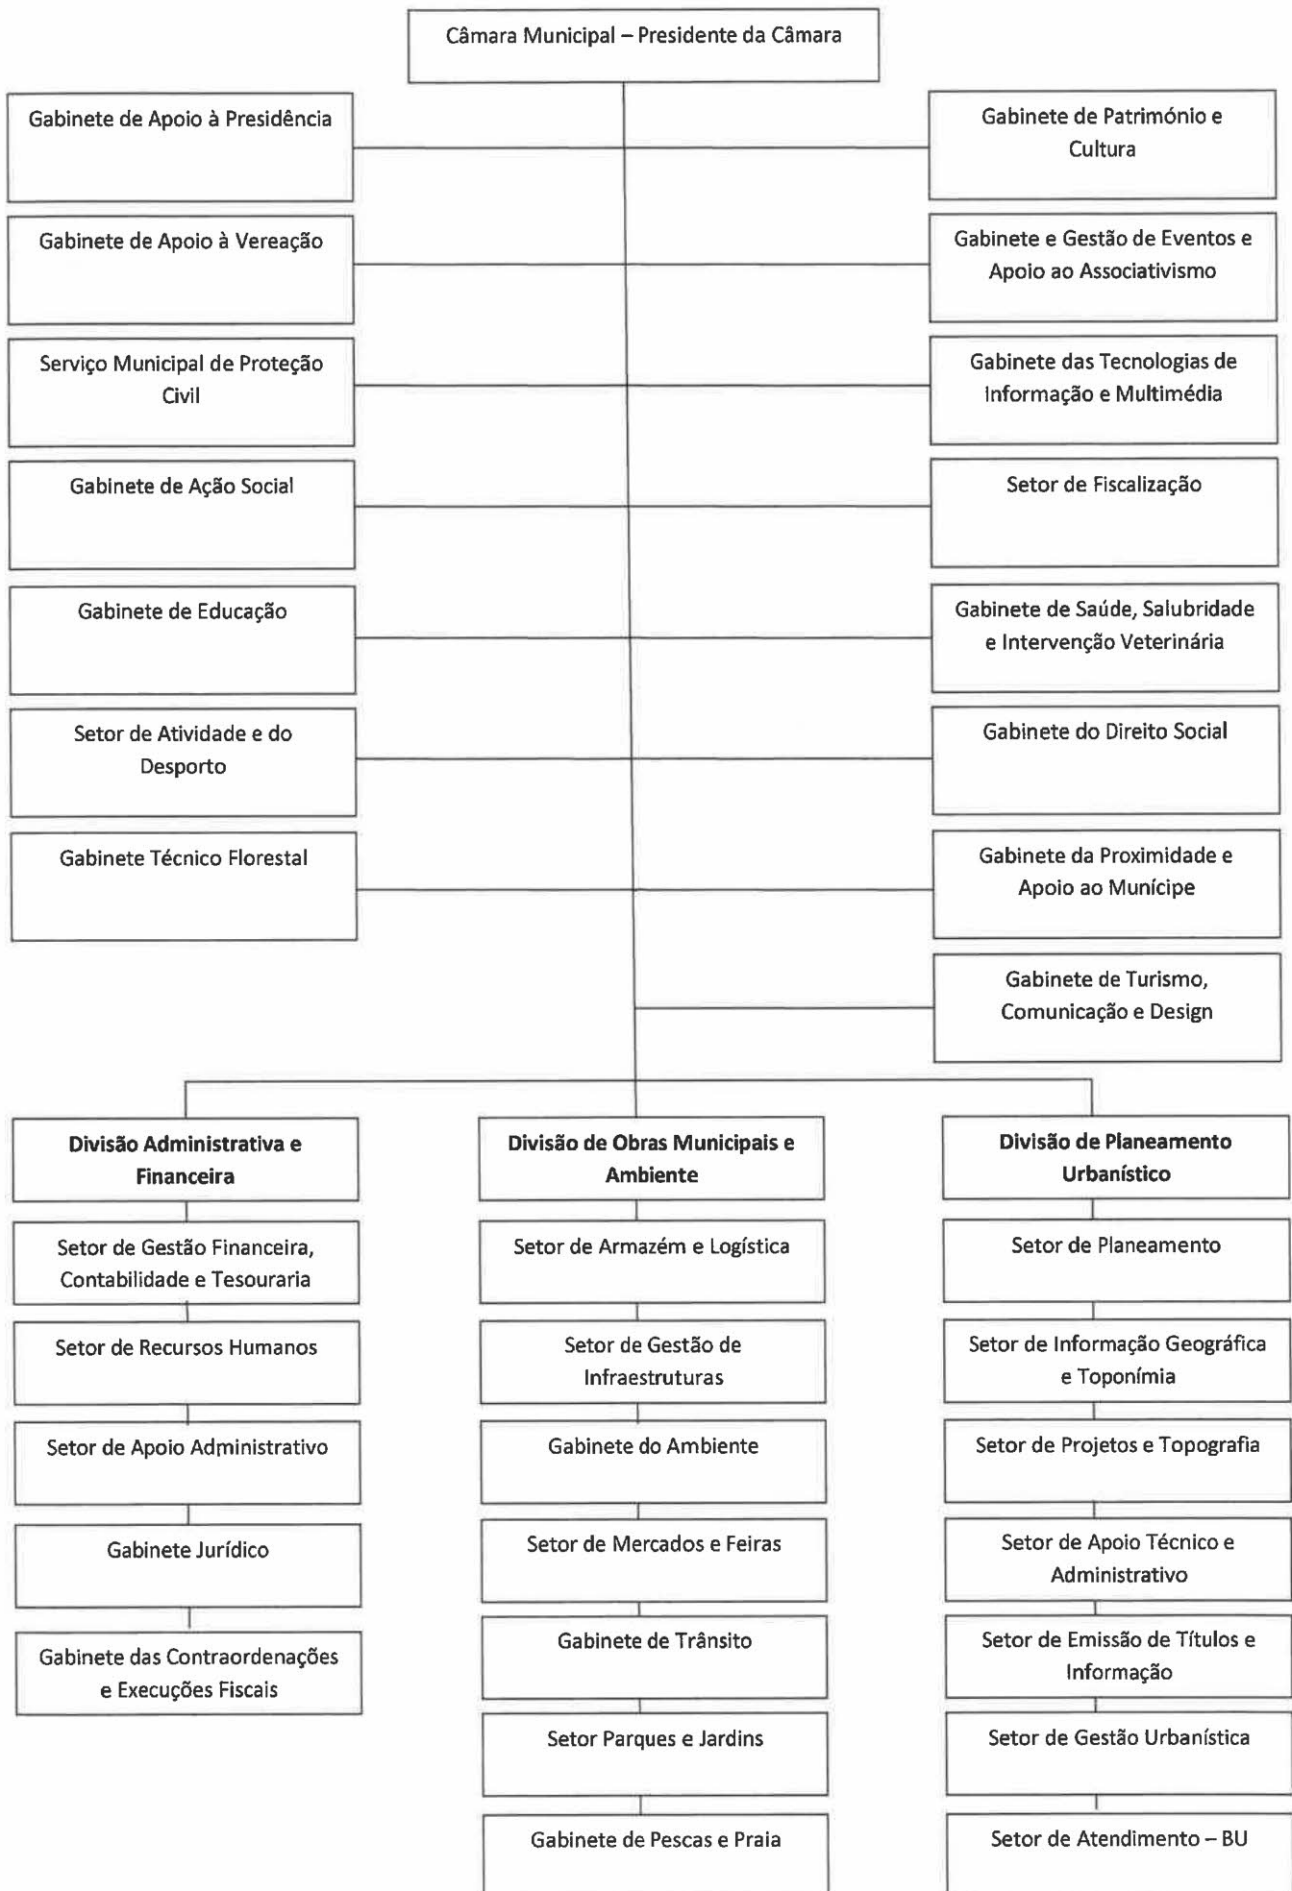 Câmara Municipal – Presidente da Câmara
Gabinete de Apoio à Presidência
Gabinete de Património e
Cultura
Gabinete de Apoio à Vereação
Gabinete e Gestão de Eventos e
Apoio ao Associativismo
Serviço Municipal de Proteção
Civil
Gabinete das Tecnologias de
Informação e Multimédia
Gabinete de Ação Social
Setor de Fiscalização
Gabinete de Educação
Gabinete de Saúde, Salubridade
e Intervenção Veterinária
Setor de Atividade e do
Desporto
Gabinete do Direito Social
Gabinete Técnico Florestal
Gabinete da Proximidade e
Apoio ao Munícipe
Gabinete de Turismo,
Comunicação e Design
Divisão Administrativa e
Financeira
Setor de Gestão Financeira,
Contabilidade e Tesouraria
Setor de Recursos Humanos
Setor de Apoio Administrativo
Gabinete Jurídico
Gabinete das Contraordenações
e Execuções Fiscais
Divisão de Obras Municipais e
Ambiente
Setor de Armazém e Logística
Setor de Gestão de
Infraestruturas
Gabinete do Ambiente
Setor de Mercados e Feiras
Gabinete de Trânsito
Setor Parques e Jardins
Gabinete de Pescas e Praia
Divisão de Planeamento
Urbanístico
Setor de Planeamento
Setor de Informação Geográfica
e Toponímia
Setor de Projetos e Topografia
Setor de Apoio Técnico e
Administrativo
Setor de Emissão de Títulos e
Informação
Setor de Gestão Urbanística
Setor de Atendimento – BU